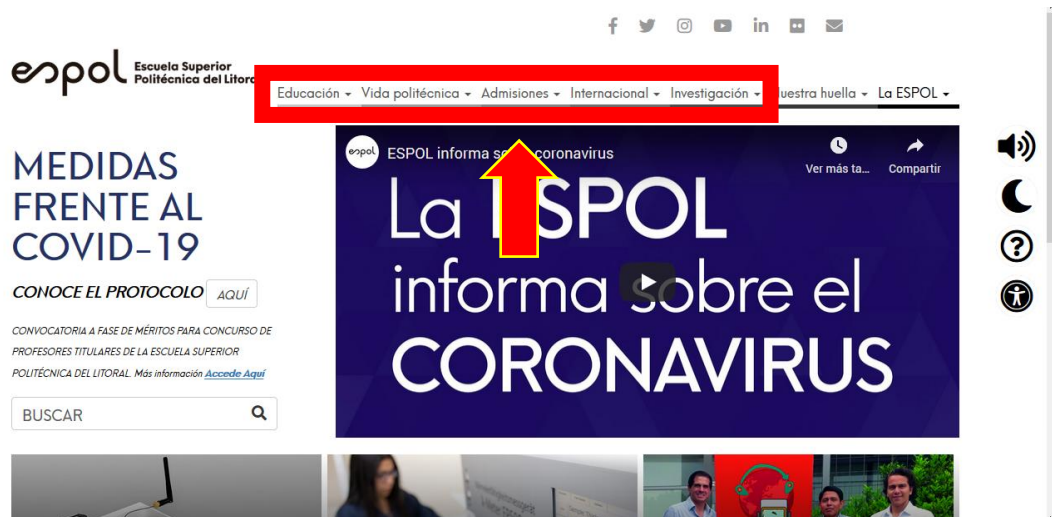 espol Escuela Superior
Politécnica del Litoral
Educación Vida politécnica Admisiones Internacional Investigación Nuestra huella La ESPOL
MEDIDAS
FRENTE AL
COVID-19
CONOCE EL PROTOCOLO AQUÍ
CONVOCATORIA A FASE DE MÉRITOS PARA CONCURSO DE
PROFESORES TITULARES DE LA ESCUELA SUPERIOR
POLITÉCNICA DEL LITORAL. Más información Accede Aquí
BUSCAR
espol ESPOL informa sobre coronavirus
Ver más ta... Compartir
La ESPOL
informa sobre el
CORONAVIRUS